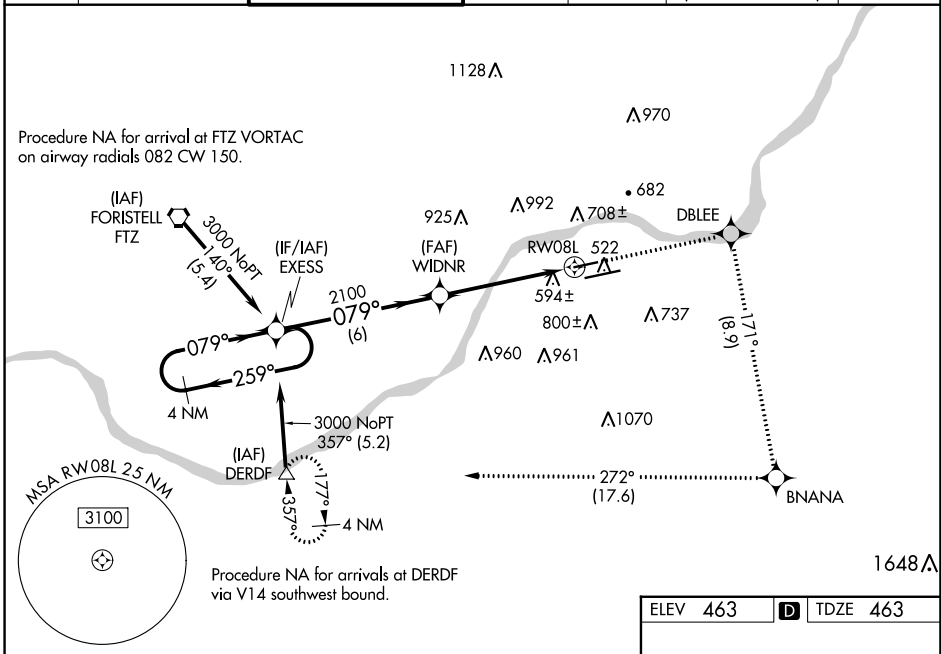 1128
970
Procedure NA for arrival at FTZ VORTAC
on airway radials 082 CW 150.
682
(IAF)
FORISTELL
FTZ
992
925
708±
DBLEE
3000 NoPT
140°
(5.4)
(IF/IAF)
EXESS
(FAF)
WIDNR
RW08L
522
2100
079°
(6)
594±
800±
737
079°
259°
960
961
171°
(8.9)
4 NM
3000 NoPT
357° (5.2)
1070
(IAF)
DERDF
272°
(17.6)
BNANA
177°
357°
4 NM
MSA RW08L 25 NM
3100
1648
Procedure NA for arrivals at DERDF
via V14 southwest bound.
ELEV 463 D TDZE 463